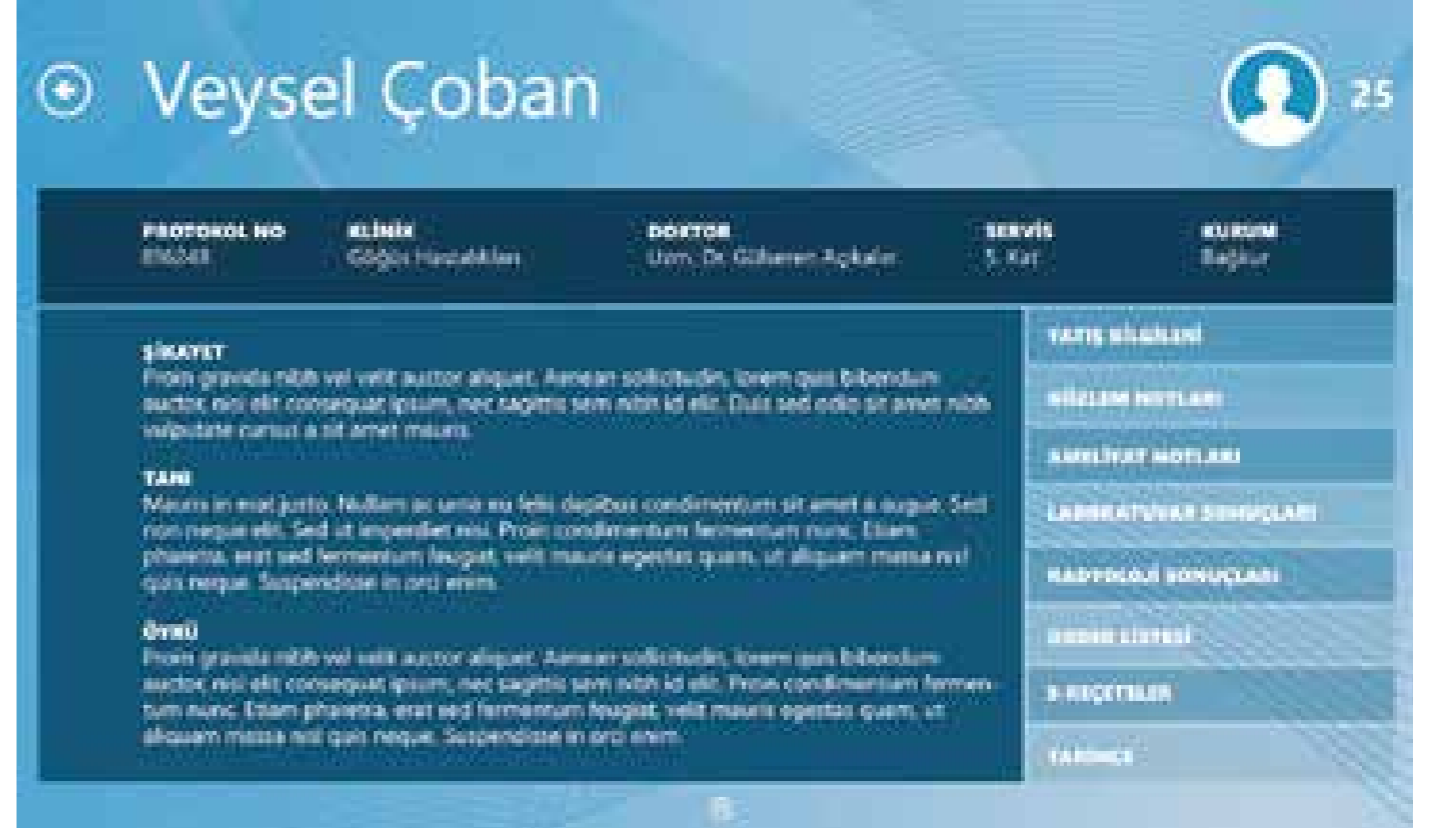 Veysel Çoban
25
PROTOKOL NO
KLİNİK
DOKTOR
SERVİS
KURUM
Göğüs Hastalıkları
Uzm. Dr. Gülseren
5. Kat
Bağkur
ŞİKAYET
Proin gravida nibh vel velit auctor aliquet. Aenean sollicitudin, lorem quis bibendum
auctor, nisi elit consequat ipsum, nec sagittis sem nibh id elit. Duis sed odio sit amet nibh
vulputate cursus a sit amet mauris.
TANI
Mauris in erat justo. Nullam ac urna eu felis dapibus condimentum sit amet a augue. Sed
non neque elit. Sed ut imperdiet nisi. Proin condimentum fermentum nunc. Etiam
pharetra, erat sed fermentum feugiat, velit mauris egestas quam, ut aliquam massa nisl
quis neque. Suspendisse in orci enim.
ÖYKÜ
Proin gravida nibh vel velit auctor aliquet. Aenean sollicitudin, lorem quis bibendum
auctor, nisi elit consequat ipsum, nec sagittis sem nibh id elit. Proin condimentum fermen-
tum nunc. Etiam pharetra, erat sed fermentum feugiat, velit mauris egestas quam, ut
aliquam massa nisl quis neque. Suspendisse in orci enim.
YATIŞ BİLGİLERİ
GÖZLEM NOTLARI
AMELİYAT NOTLARI
LABORATUVAR SONUÇLARI
RADYOLOJİ SONUÇLARI
ORDER LİSTESİ
E-REÇETELER
TARİHÇE